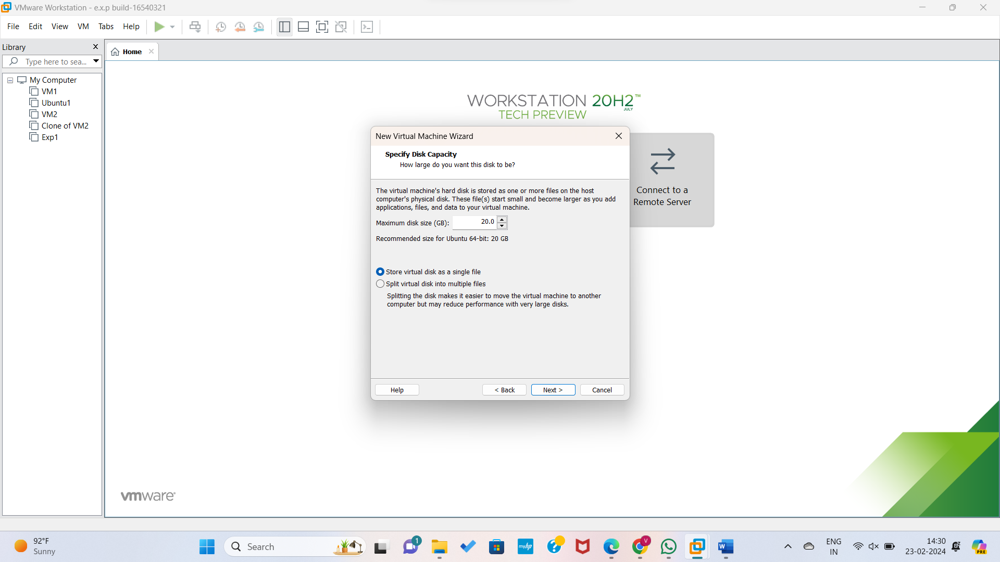 VMware Workstation - e.x.p build-16540321
File Edit View VM Tabs Help
Library
Type here to sea...
My Computer
VM1
Ubuntu1
VM2
Clone of VM2
Exp1
Home
WORKSTATION 20H2™
JULY
TECH PREVIEW
New Virtual Machine Wizard
Specify Disk Capacity
How large do you want this disk to be?
The virtual machine's hard disk is stored as one or more files on the host
computer's physical disk. These file(s) start small and become larger as you add
applications, files, and data to your virtual machine.
Maximum disk size (GB): 20.0
Recommended size for Ubuntu 64-bit: 20 GB
Store virtual disk as a single file
Split virtual disk into multiple files
Splitting the disk makes it easier to move the virtual machine to another
computer but may reduce performance with very large disks.
Help < Back Next > Cancel
Connect to a
Remote Server
vmware
92°F
Sunny
Search
1
myhp
V
W
ENG
IN
14:30
23-02-2024
PRE